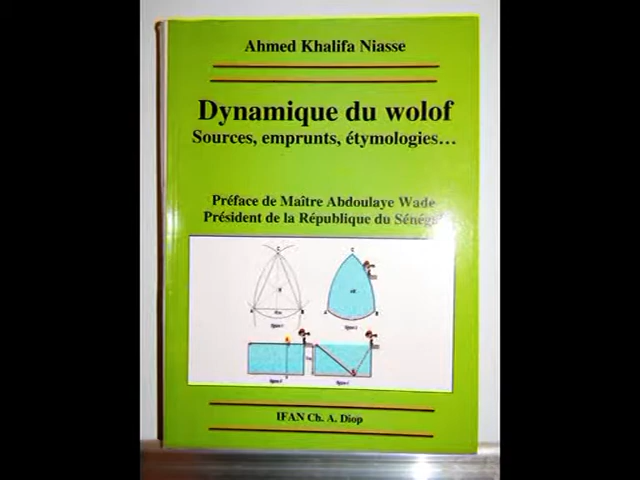 Ahmed Khalifa Niasse
Dynamique du wolof
Sources, emprunts, étymologies…
Préface de Maître Abdoulaye Wade
Président de la République du Sénégal
IFAN Ch. A. Diop